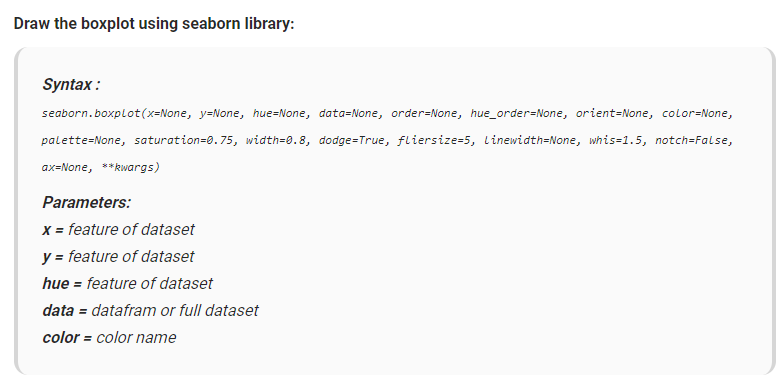 Draw the boxplot using seaborn library:
Syntax :
seaborn.boxplot(x=None, y=None, hue=None, data=None, order=None, hue_order=None, orient=None, color=None,
palette=None, saturation=0.75, width=0.8, dodge=True, fliersize=5, linewidth=None, whis=1.5, notch=False,
ax=None, **kwargs)
Parameters:
x = feature of dataset
y = feature of dataset
hue = feature of dataset
data = datafram or full dataset
color = color name